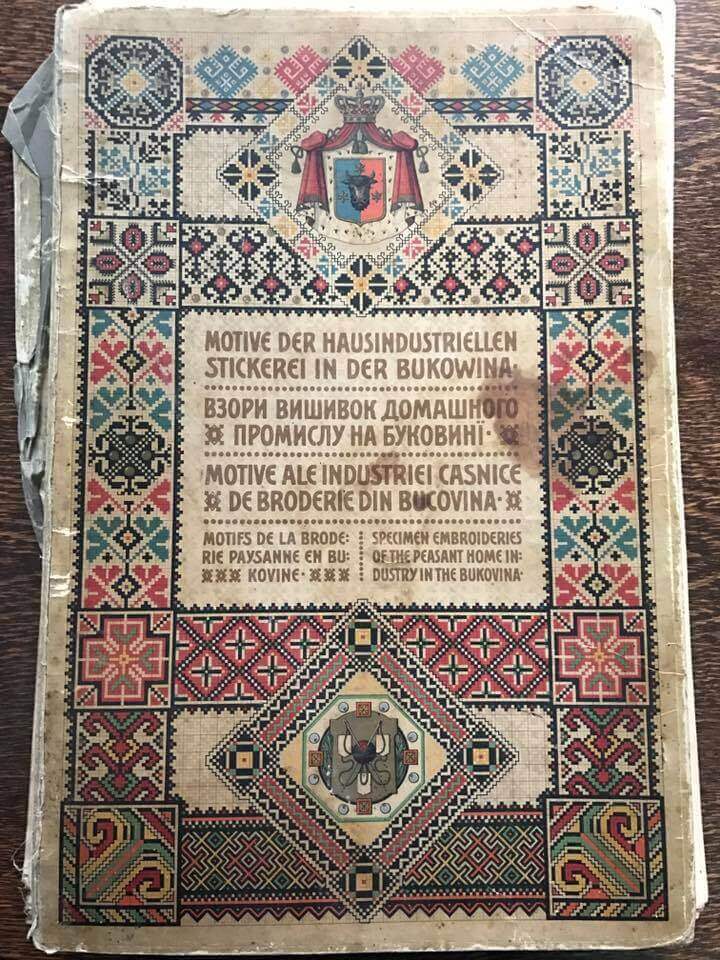 MOTIVE DER HAUSINDUSTRIELLEN
STICKEREI IN DER BUKOWINA·
ВЗОРИ ВИШИВОК ДОМАШНОГО
ПРОМИСЛУ НА БУКОВИНЇ·
MOTIVE ALE INDUSTRIEI CASNICE
DE BRODERIE DIN BUCOVINA·
MOTIFS DE LA BRODE:
RIE PAYSANNE EN BU:
KOVINE·
SPECIMEN EMBROIDERIES
OF THE PEASANT HOME IN:
DUSTRY IN THE BUKOVINA·